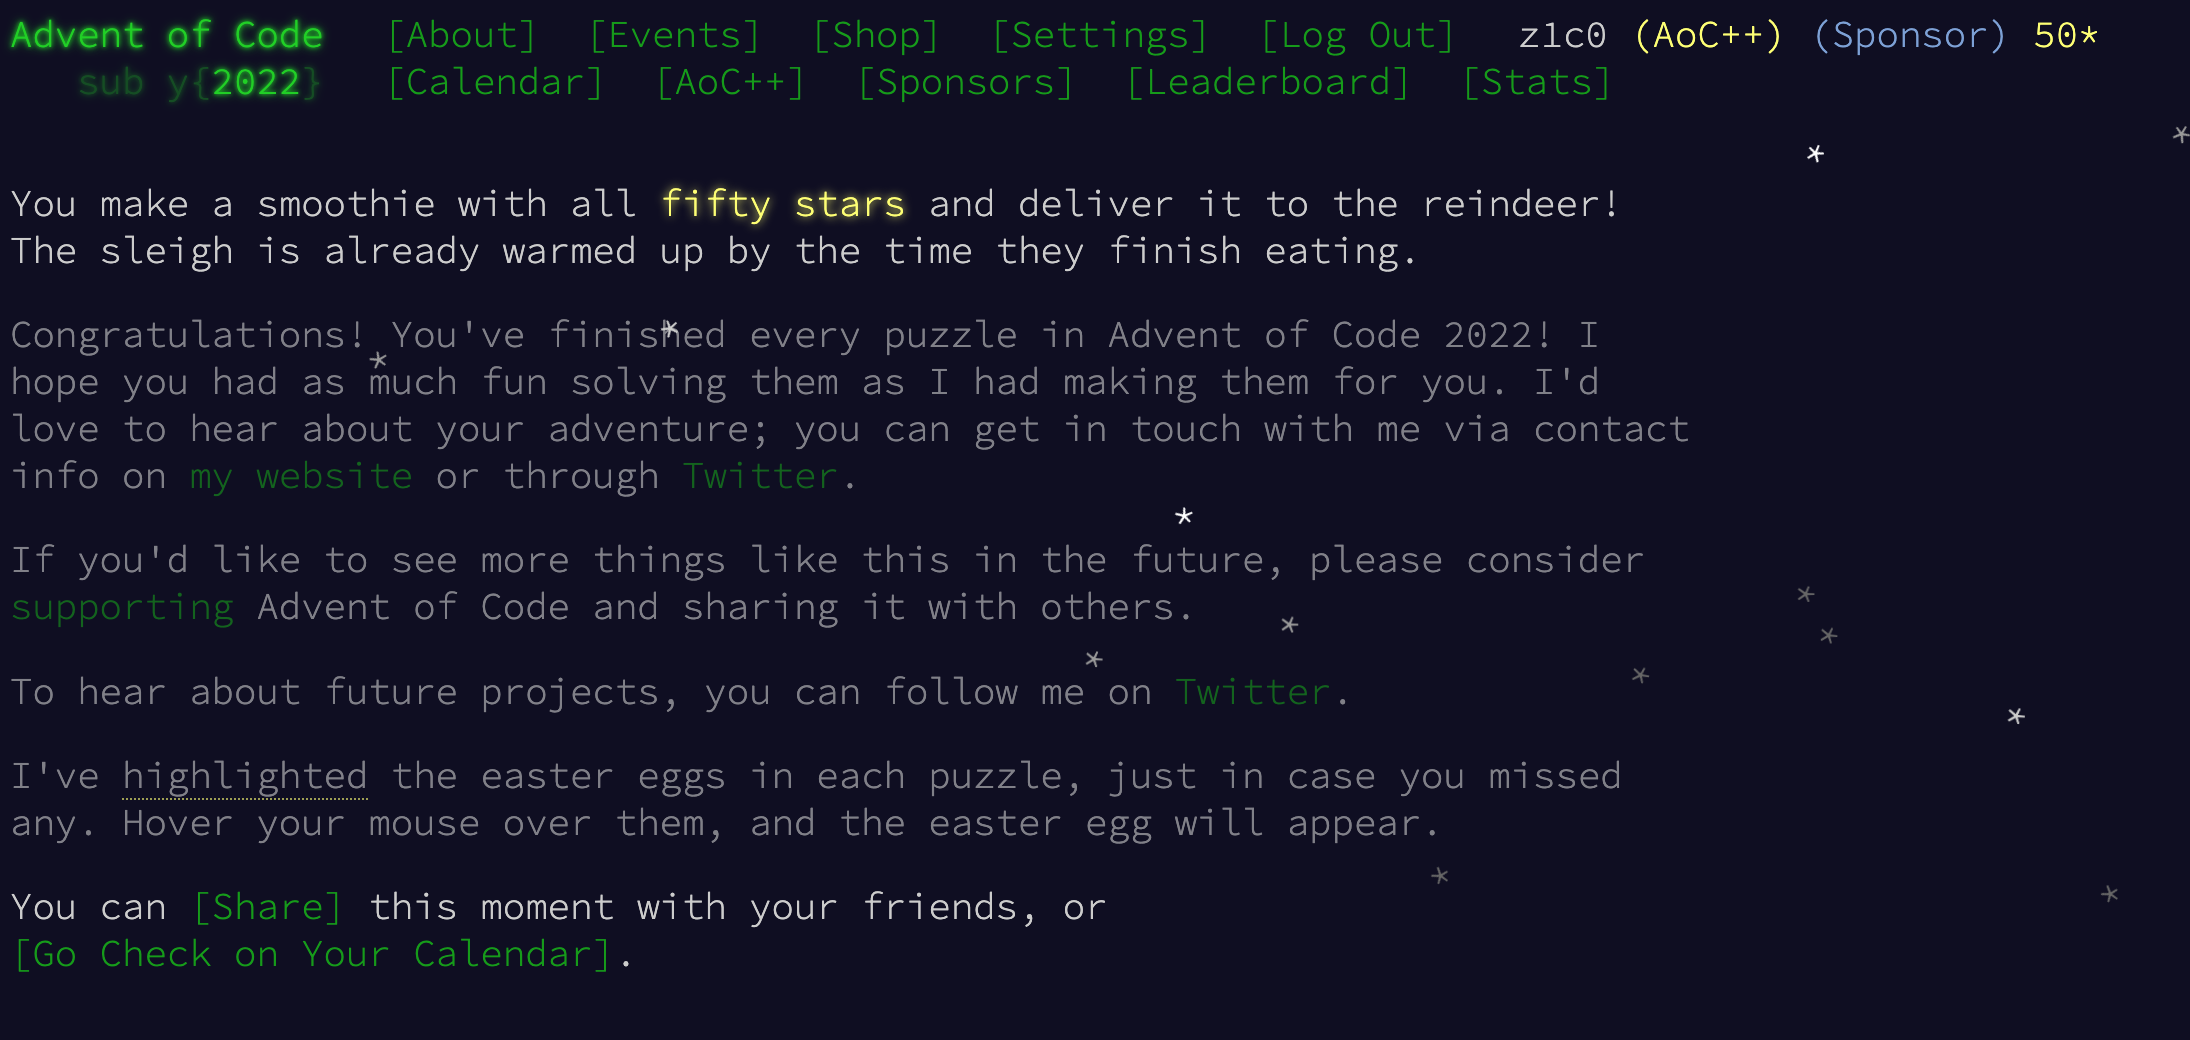 Advent of Code [About] [Events] [Shop] [Settings] [Log Out] z1c0 (AoC++) (Sponsor) 50*
sub y{2022} [Calendar] [AoC++] [Sponsors] [Leaderboard] [Stats]
You make a smoothie with all fifty stars and deliver it to the reindeer!
The sleigh is already warmed up by the time they finish eating.
Congratulations! You've finished every puzzle in Advent of Code 2022! I
hope you had as much fun solving them as I had making them for you. I'd
love to hear about your adventure; you can get in touch with me via contact
info on my website or through Twitter.
If you'd like to see more things like this in the future, please consider
supporting Advent of Code and sharing it with others.
To hear about future projects, you can follow me on Twitter.
I've highlighted the easter eggs in each puzzle, just in case you missed
any. Hover your mouse over them, and the easter egg will appear.
You can [Share] this moment with your friends, or
[Go Check on Your Calendar].